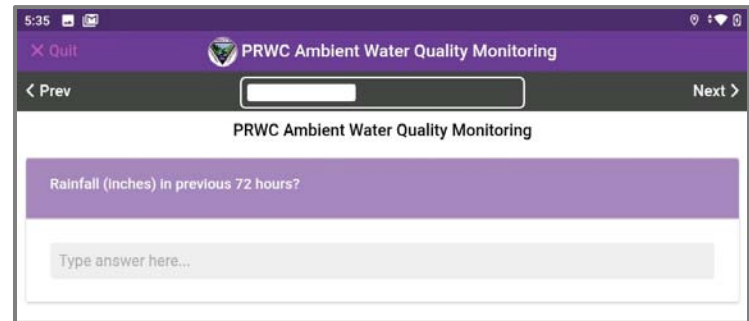 5:35
X Quit
PRWC Ambient Water Quality Monitoring
< Prev
Next >
PRWC Ambient Water Quality Monitoring
Rainfall (inches) in previous 72 hours?
Type answer here...